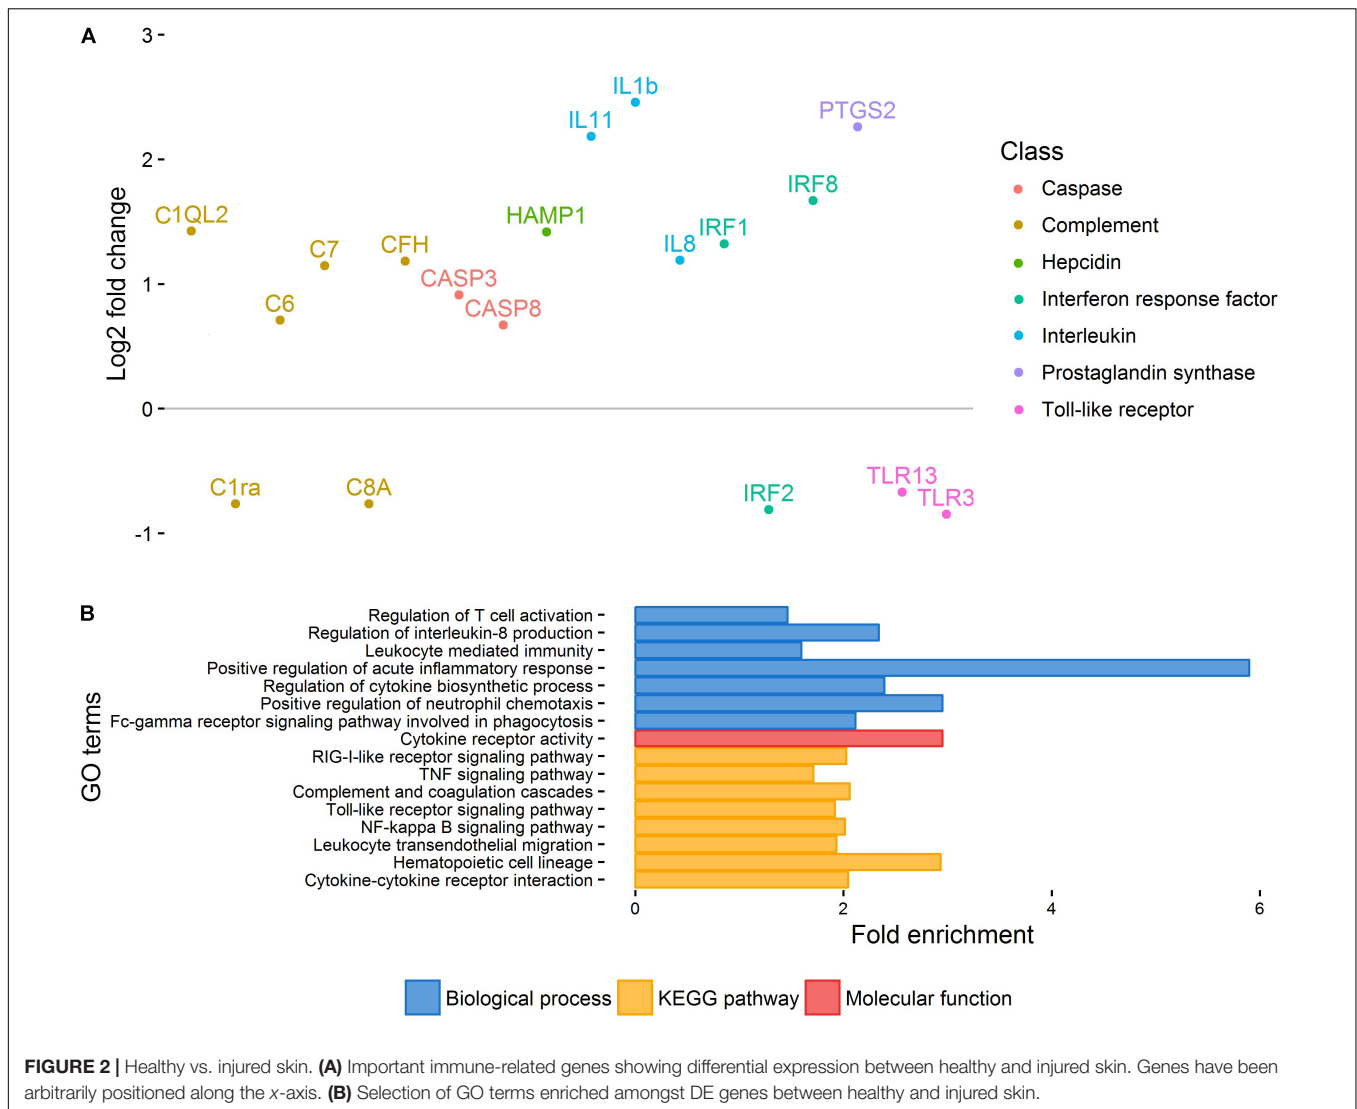 A
3
IL1b
PTGS2
IL11
Class
2
IRF8
Caspase
C1QL2
HAMP1
Complement
IRF1
CFH
IL8
C7
Hepcidin
CASP3
1
C6
CASP8
Interferon response factor
Interleukin
Log2 fold change
Prostaglandin synthase
0
Toll-like receptor
TLR13
C1ra
C8A
IRF2
TLR3
-1
B
Regulation of T cell activation
Regulation of interleukin-8 production
Leukocyte mediated immunity
Positive regulation of acute inflammatory response
Regulation of cytokine biosynthetic process
Positive regulation of neutrophil chemotaxis
Fc-gamma receptor signaling pathway involved in phagocytosis
Cytokine receptor activity
RIG-I-like receptor signaling pathway
TNF signaling pathway
Complement and coagulation cascades
Toll-like receptor signaling pathway
NF-kappa B signaling pathway
Leukocyte transendothelial migration
Hematopoietic cell lineage
Cytokine-cytokine receptor interaction
GO terms
0 2 4 6
Fold enrichment
Biological process KEGG pathway Molecular function
FIGURE 2 | Healthy vs. injured skin. (A) Important immune-related genes showing differential expression between healthy and injured skin. Genes have been
arbitrarily positioned along the x-axis. (B) Selection of GO terms enriched amongst DE genes between healthy and injured skin.